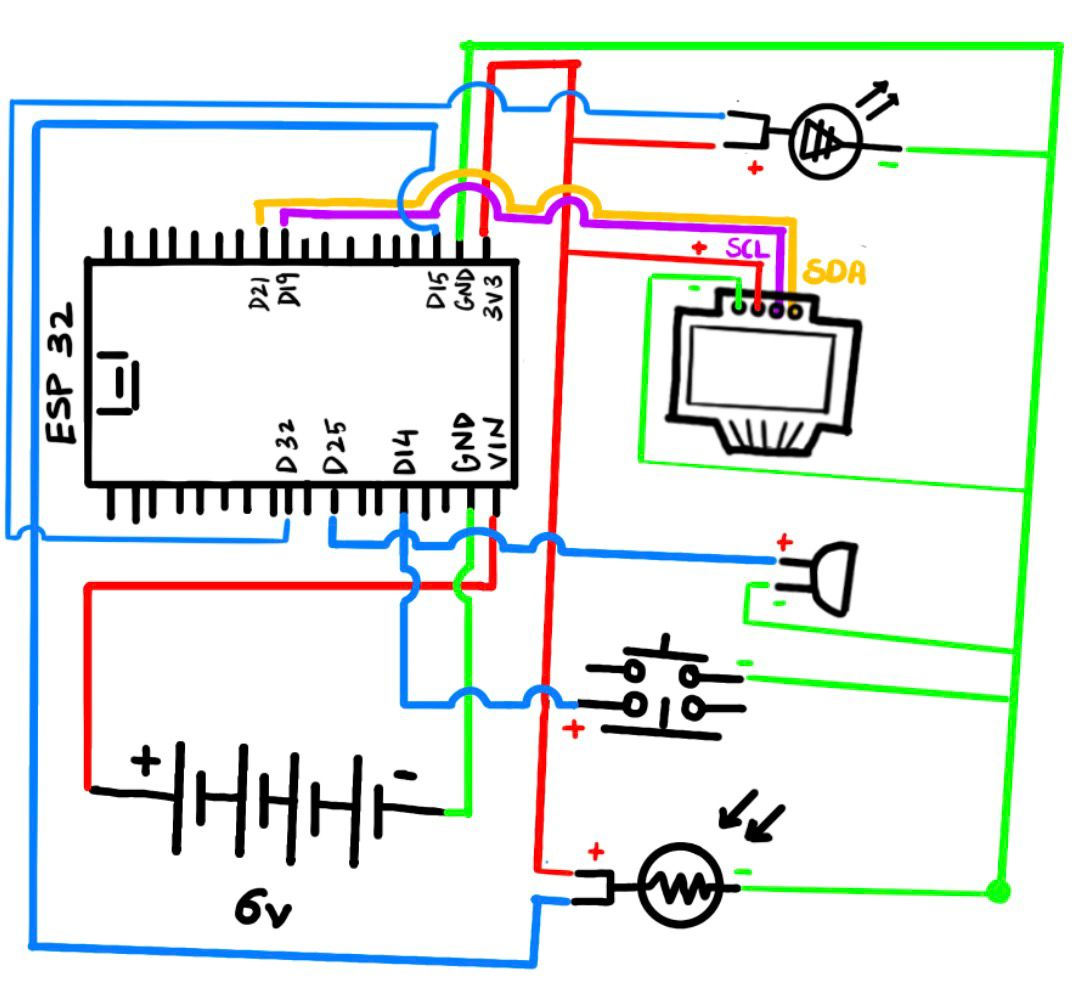 +
-
+ SCL
- SDA
D21 D19 D15 GND 3V3
ESP 32
D32 D25 D14 GND VIN
+
-
-
+
+ -
+
-
6v